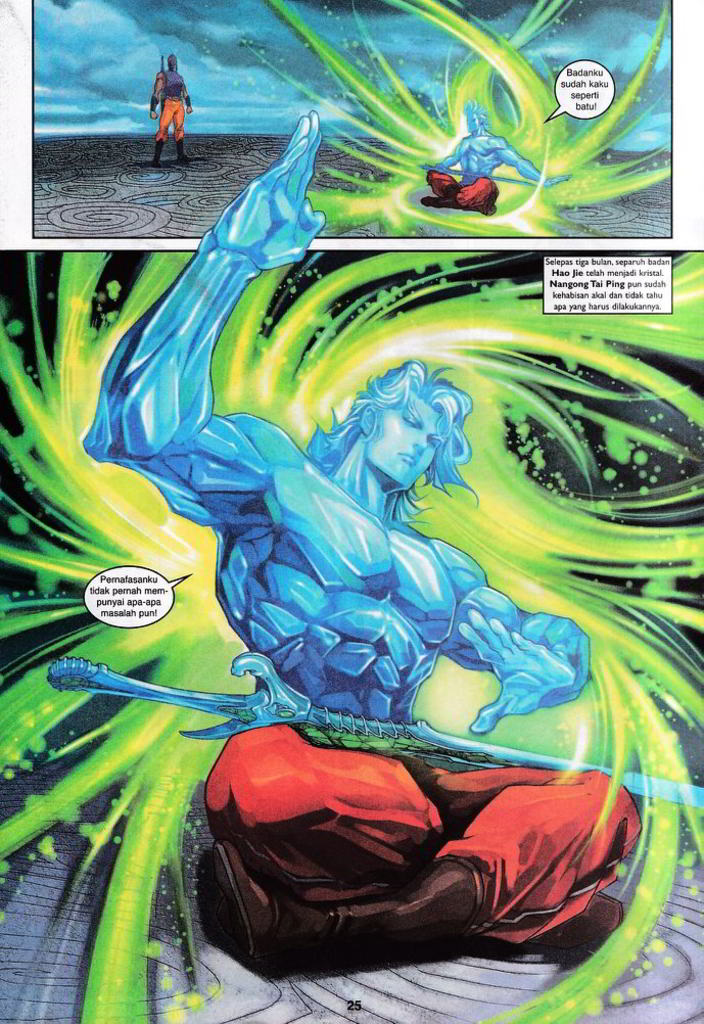 Badanku
sudah kaku
seperti
batu!
Selepas tiga bulan, separuh badan
Hao Jie telah menjadi kristal.
Nangong Tai Ping pun sudah
kehabisan akal dan tidak tahu
apa yang harus dilakukannya.
Pernafasanku
tidak pernah mem-
punyai apa-apa
masalah pun!
25